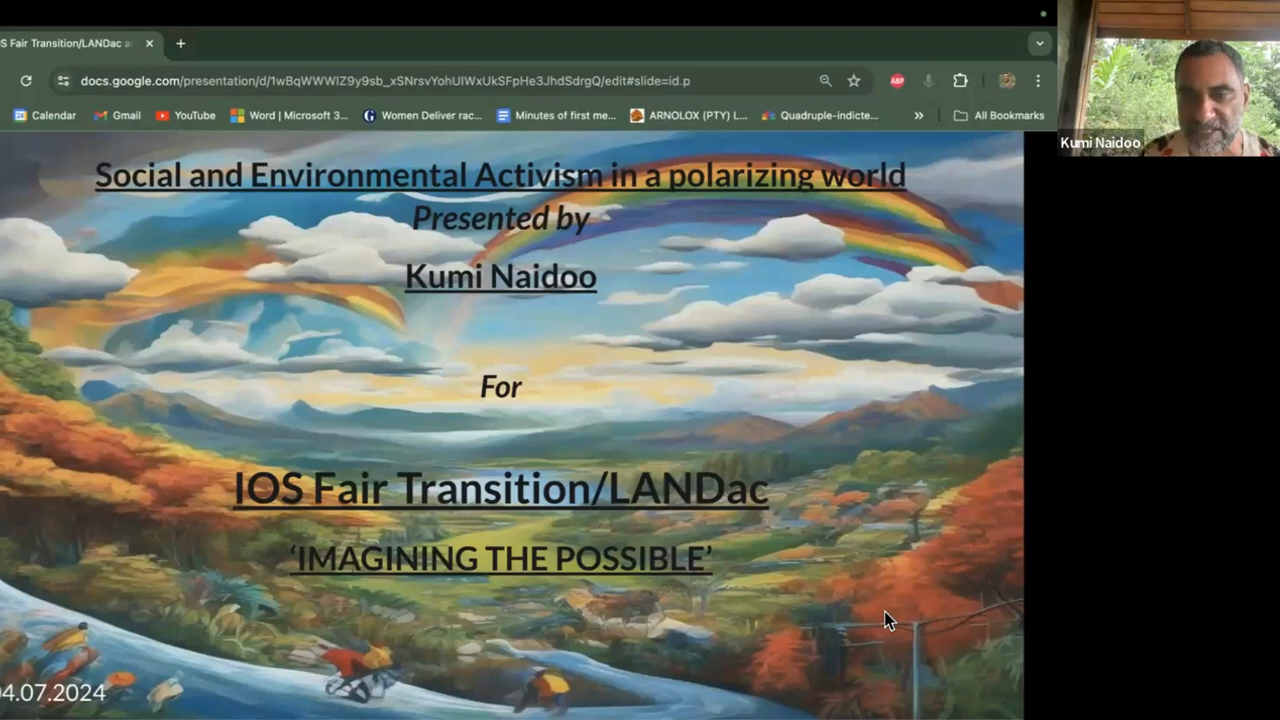 S Fair Transition/LANDac a
docs.google.com/presentation/d/1wBqWWWlZ9y9sb_xSNrsvYohUlWxUkSFpHe3JhdSdrgQ/edit#slide=id.p
ABP
Calendar Gmail YouTube Word | Microsoft 3... Women Deliver rac... Minutes of first me... ARNOLOX (PTY) L... Quadruple-indicte... » All Bookmarks
Kumi Naidoo
Social and Environmental Activism in a polarizing world
Presented by
Kumi Naidoo
For
IOS Fair Transition/LANDac
‘IMAGINING THE POSSIBLE’
04.07.2024